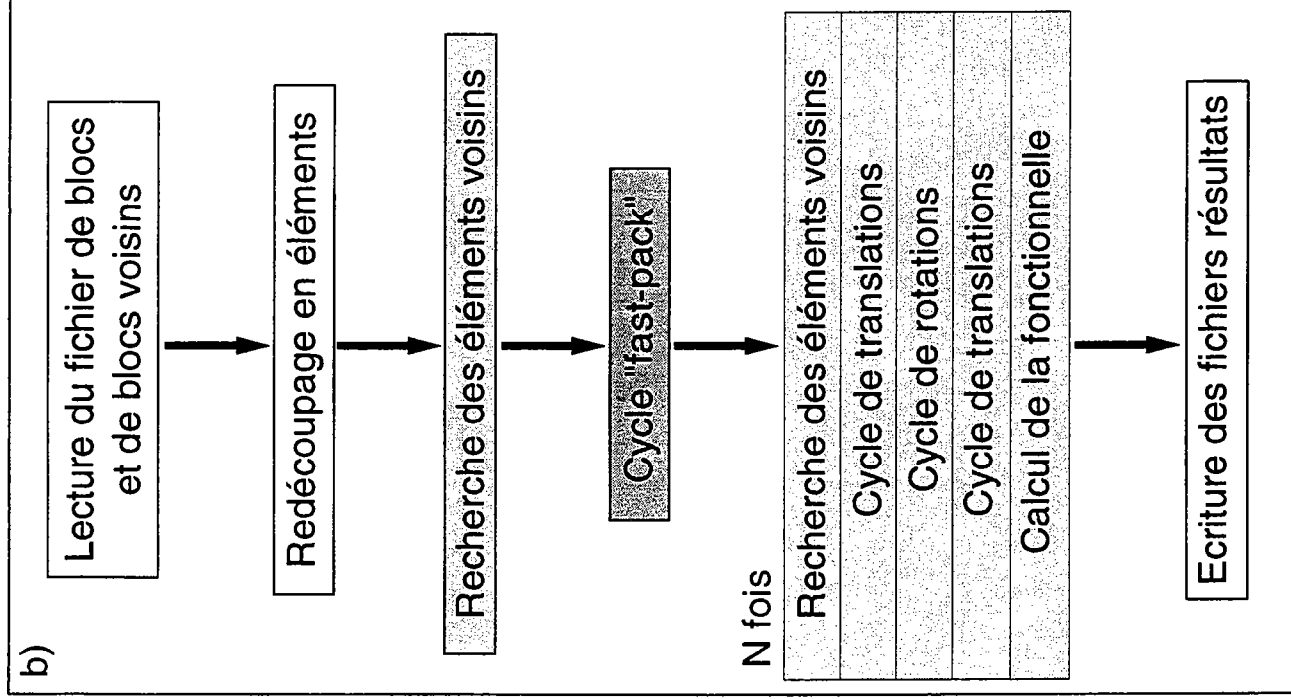 b)
Lecture du fichier de blocs
et de blocs voisins
Redécoupage en éléments
Recherche des éléments voisins
Cycle "fast-pack"
N fois
Recherche des éléments voisins
Cycle de translations
Cycle de rotations
Cycle de translations
Calcul de la fonctionnelle
Ecriture des fichiers résultats